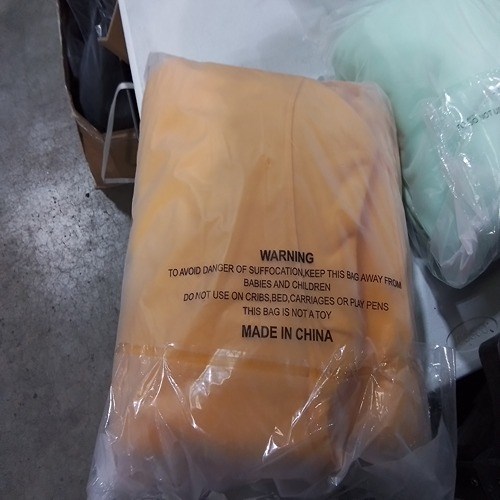 WARNING
TO AVOID DANGER OF SUFFOCATION,KEEP THIS BAG AWAY FROM
BABIES AND CHILDREN
DO NOT USE ON CRIBS,BED,CARRIAGES OR PLAY PENS
THIS BAG IS NOT A TOY
MADE IN CHINA
NOT